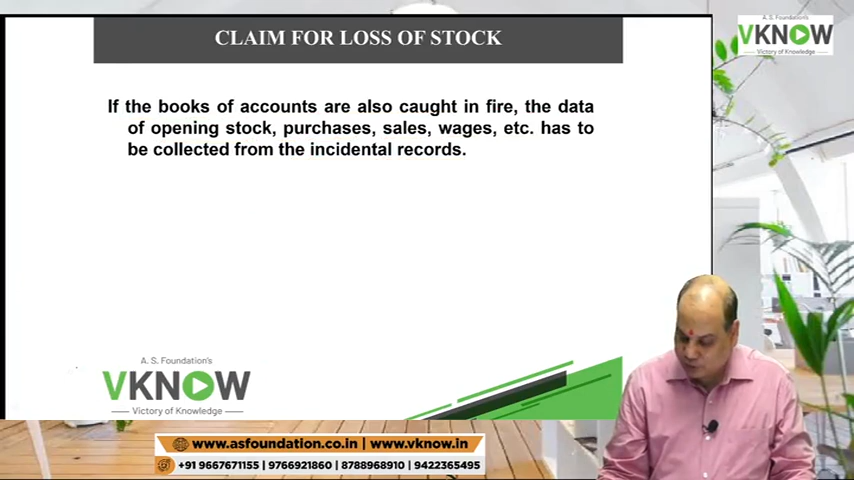 CLAIM FOR LOSS OF STOCK
A. S. Foundation's
VKNOW
Victory of Knowledge
If the books of accounts are also caught in fire, the data
of opening stock, purchases, sales, wages, etc. has to
be collected from the incidental records.
A. S. Foundation's
VKNOW
Victory of Knowledge
www.asfoundation.co.in | www.vknow.in
+91 9667671155 | 9766921860 | 8788968910 | 9422365495